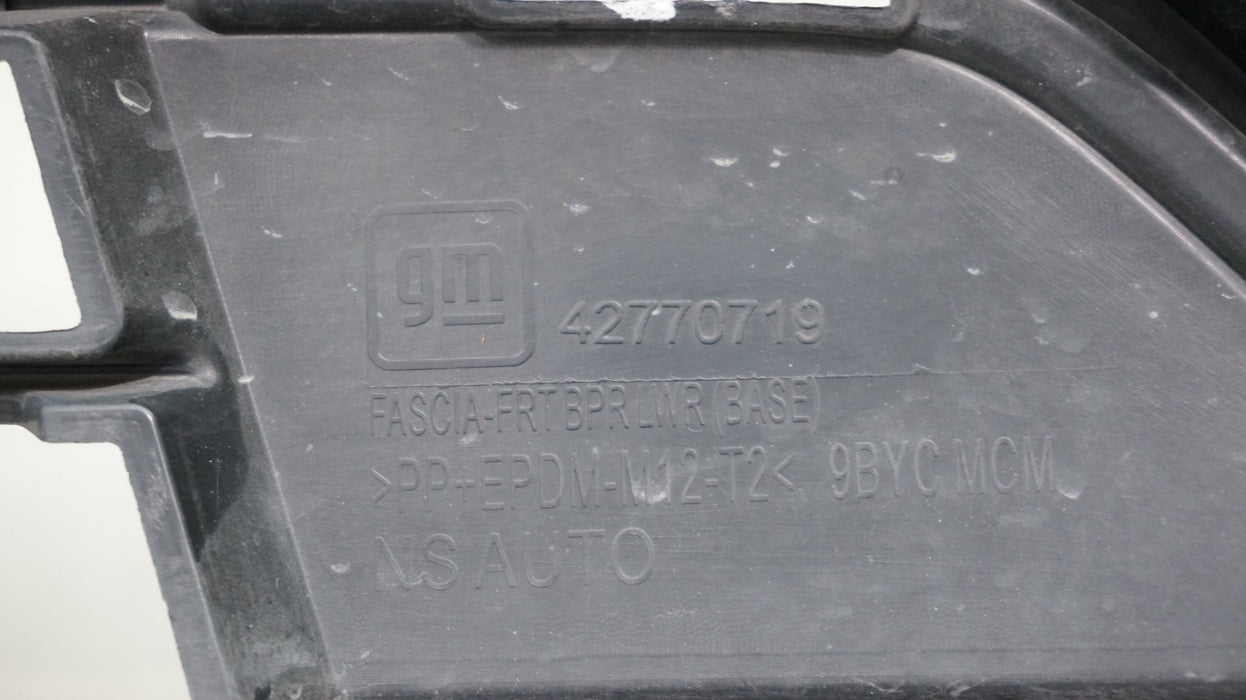 gm
42770719
FASCIA-FRT BPR LWR (BASE)
>PP+EPDM-M12-T2< 9BYC MCM
NS AUTO